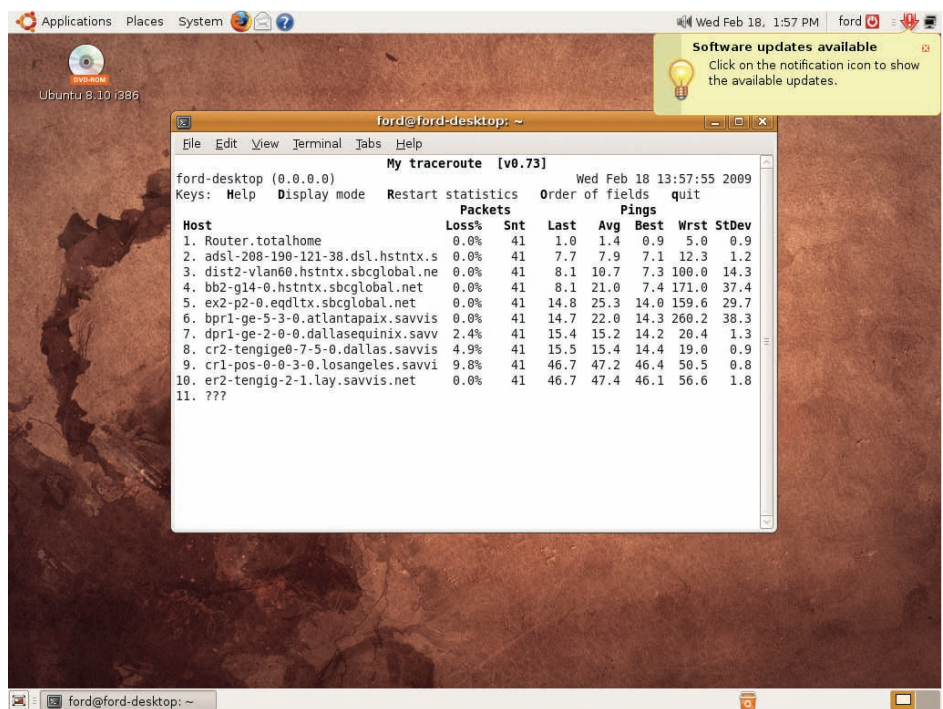 Applications Places System Wed Feb 18, 1:57 PM ford
Software updates available
Click on the notification icon to show
the available updates.
DVD-ROM
Ubuntu 8.10 i386
ford@ford-desktop: ~
File Edit View Terminal Tabs Help
My traceroute [v0.73]
ford-desktop (0.0.0.0) Wed Feb 18 13:57:55 2009
Keys: Help Display mode Restart statistics Order of fields quit
Packets Pings
Host Loss% Snt Last Avg Best Wrst StDev
1. Router.totalhome 0.0% 41 1.0 1.4 0.9 5.0 0.9
2. adsl-208-190-121-38.dsl.hstntx.s 0.0% 41 7.7 7.9 7.1 12.3 1.2
3. dist2-vlan60.hstntx.sbcglobal.ne 0.0% 41 8.1 10.7 7.3 100.0 14.3
4. bb2-g14-0.hstntx.sbcglobal.net 0.0% 41 8.1 21.0 7.4 171.0 37.4
5. ex2-p2-0.eqdltx.sbcglobal.net 0.0% 41 14.8 25.3 14.0 159.6 29.7
6. bpr1-ge-5-3-0.atlantapaix.savvis 0.0% 41 14.7 22.0 14.3 260.2 38.3
7. dpr1-ge-2-0-0.dallasequinix.savv 2.4% 41 15.4 15.2 14.2 20.4 1.3
8. cr2-tengige0-7-5-0.dallas.savvis 4.9% 41 15.5 15.4 14.4 19.0 0.9
9. cr1-pos-0-0-3-0.losangeles.savvi 9.8% 41 46.7 47.2 46.4 50.5 0.8
10. er2-tengig-2-1.lay.savvis.net 0.0% 41 46.7 47.4 46.1 56.6 1.8
11. ???
ford@ford-desktop: ~